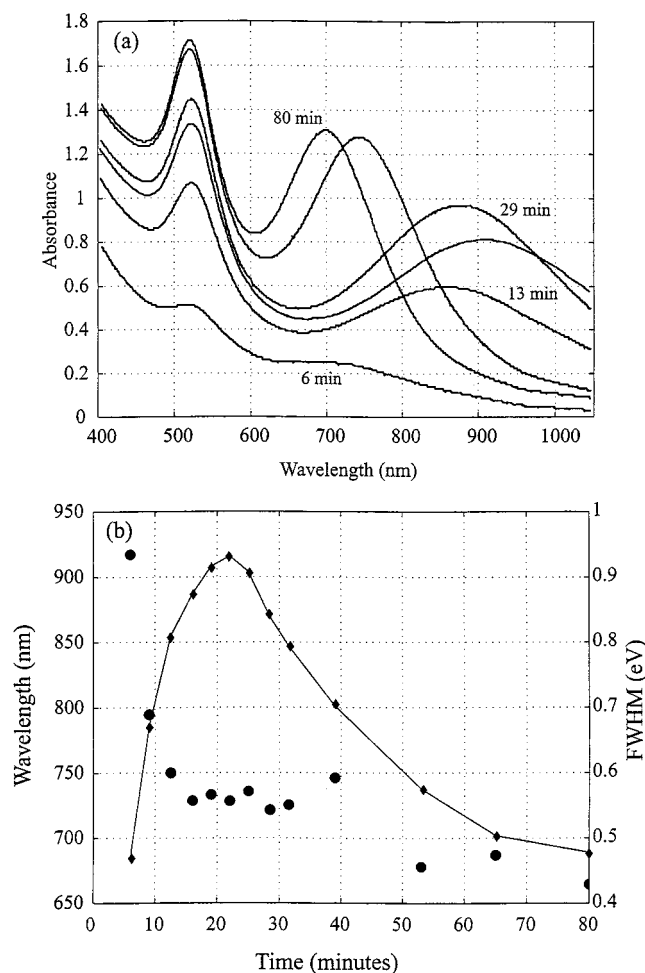 (a)
1.8
1.6
1.4
1.2
1
0.8
0.6
0.4
0.2
0
Absorbance
80 min
29 min
13 min
6 min
400 500 600 700 800 900 1000
Wavelength (nm)
(b)
950
900
850
800
750
700
650
Wavelength (nm)
1
0.9
0.8
0.7
0.6
0.5
0.4
FWHM (eV)
0 10 20 30 40 50 60 70 80
Time (minutes)